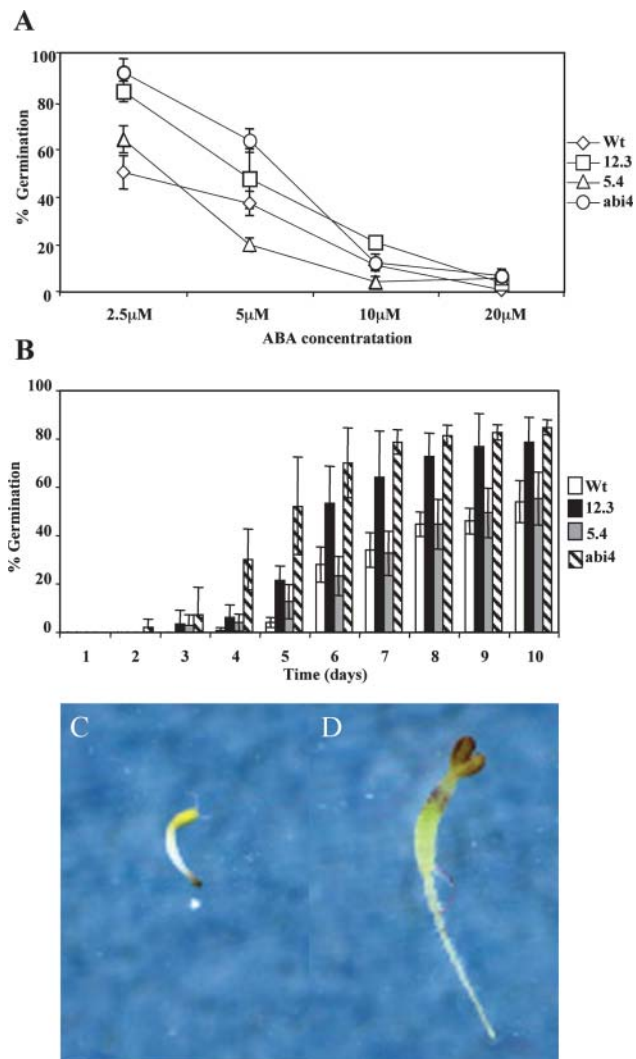 A
100
80
60
40
20
0
% Germination
2.5μM 5μM 10μM 20μM
ABA concentratation
Wt
12.3
5.4
abi4
B
100
80
60
40
20
0
% Germination
1 2 3 4 5 6 7 8 9 10
Time (days)
Wt
12.3
5.4
abi4
C
D